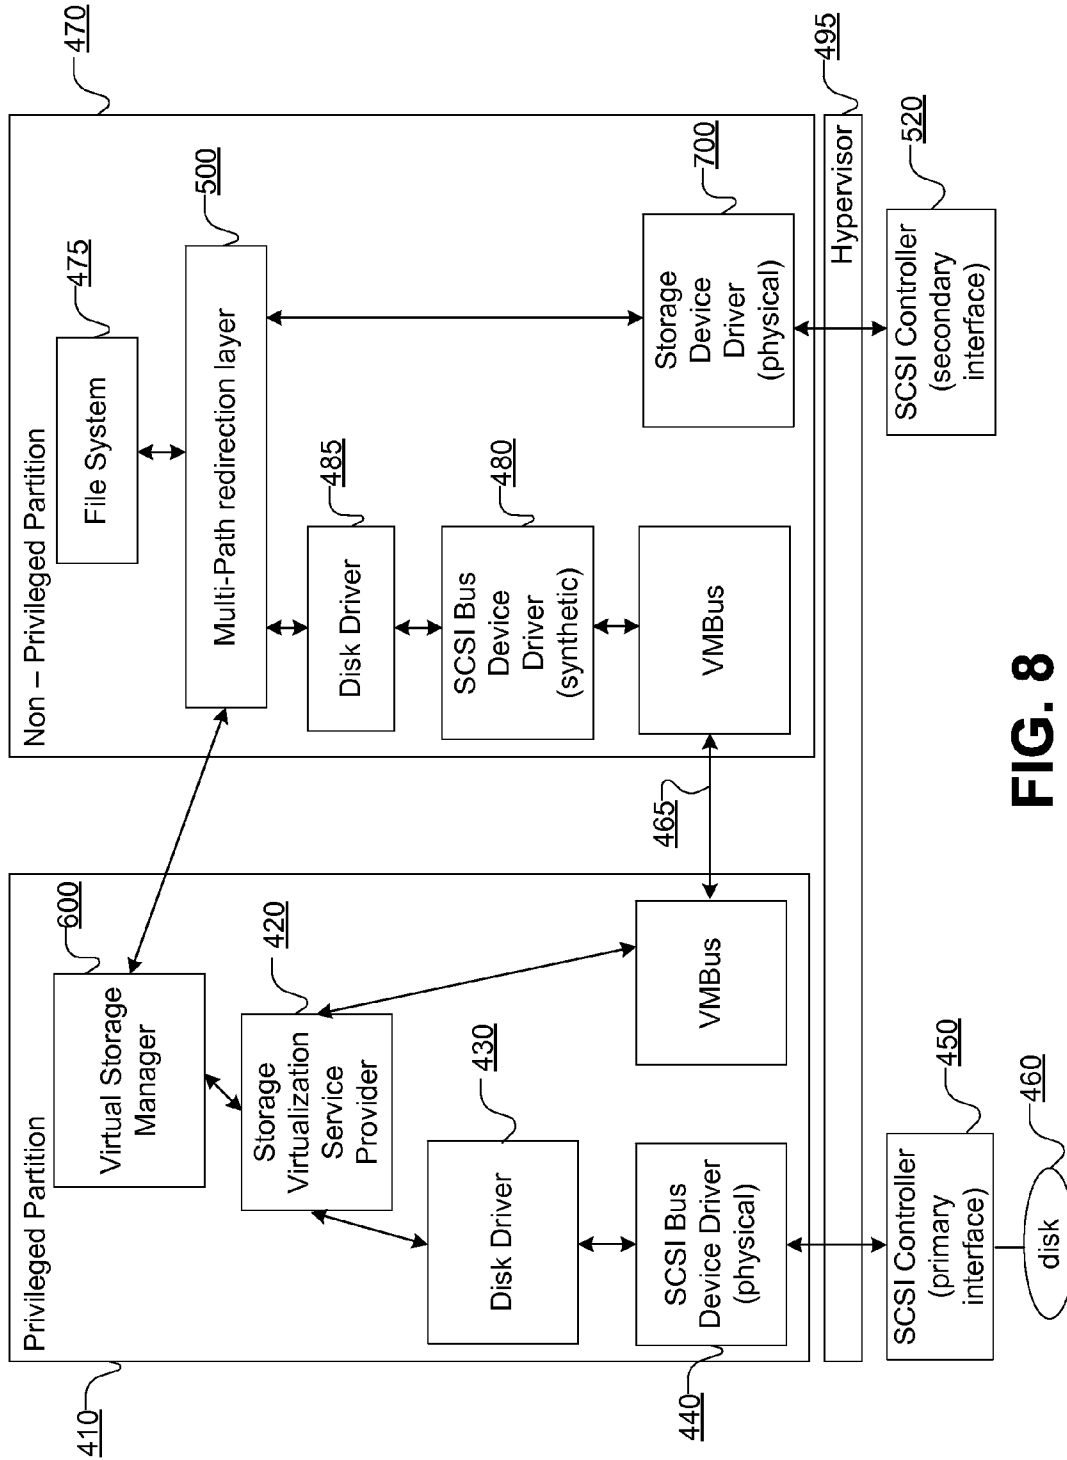 Privileged Partition
410
Virtual Storage
Manager
600
Storage
Virtualization
Service
Provider
420
Disk Driver
430
SCSI Bus
Device Driver
(physical)
440
VMBus
465
Non – Privileged Partition
470
File System
475
Multi-Path redirection layer
500
Disk Driver
485
SCSI Bus
Device
Driver
(synthetic)
480
VMBus
Storage
Device
Driver
(physical)
700
Hypervisor
495
SCSI Controller
(primary
interface)
450
disk
460
SCSI Controller
(secondary
interface)
520
FIG. 8